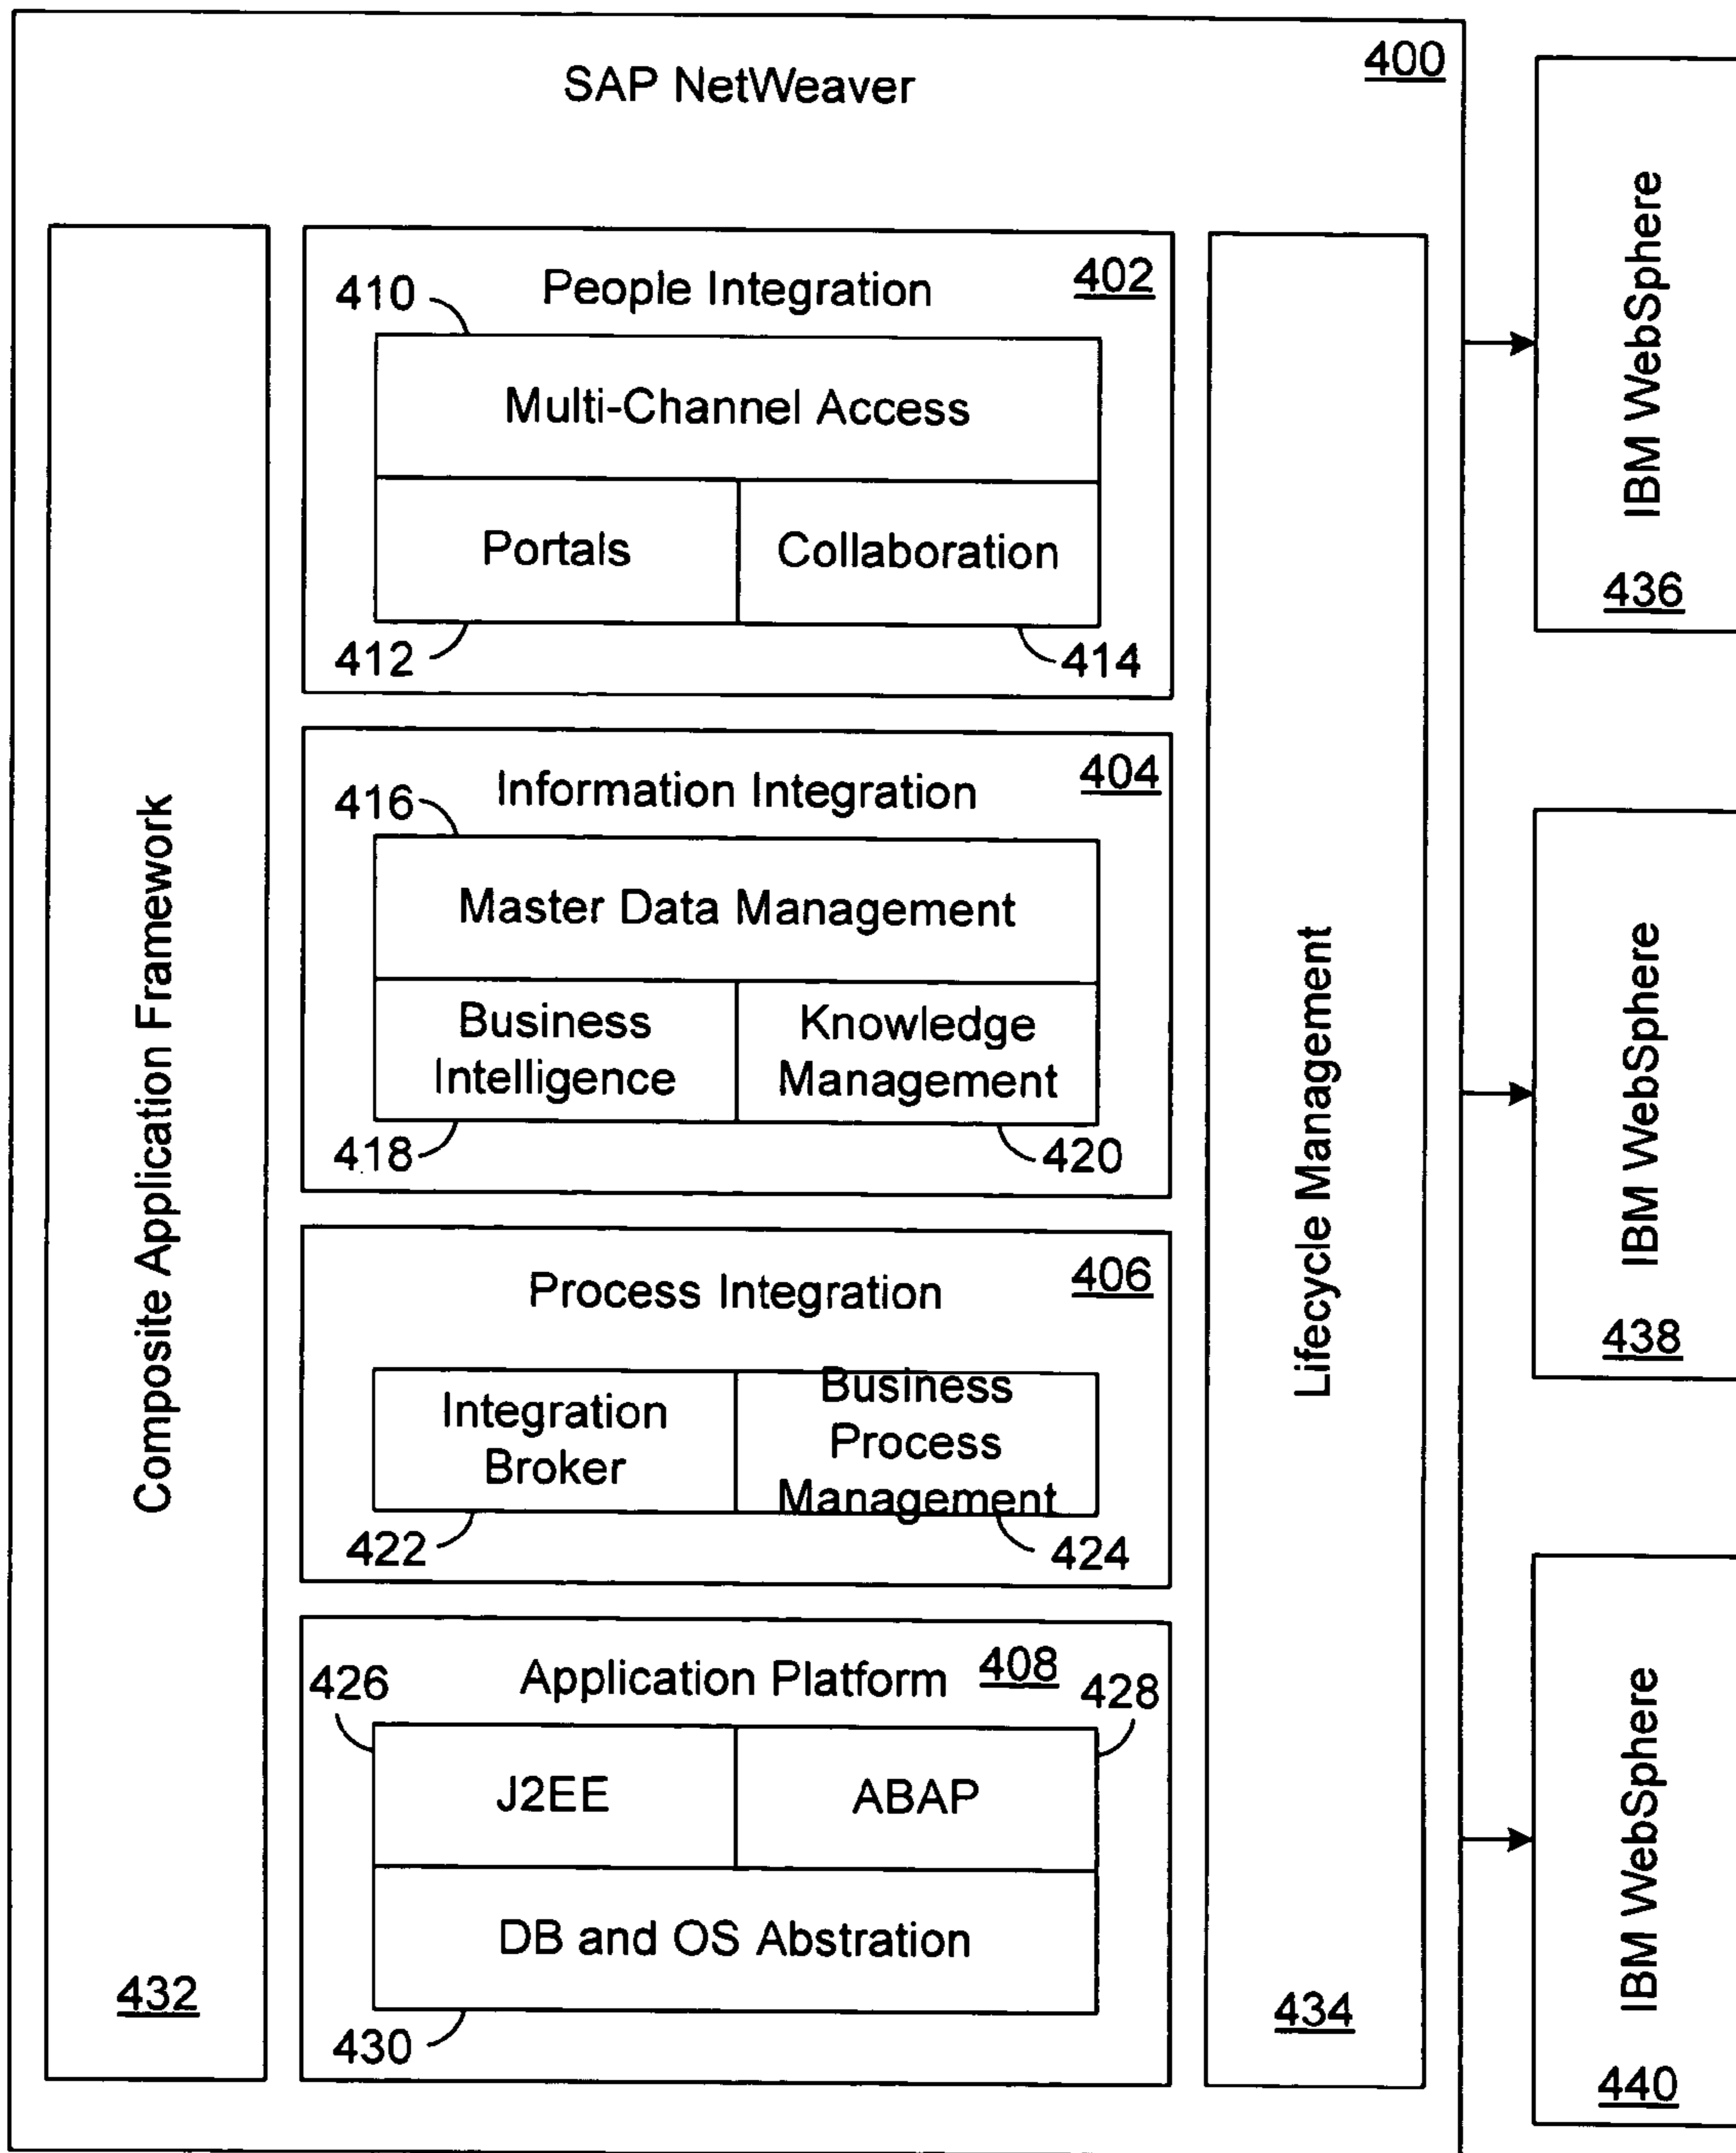 400
SAP NetWeaver
Composite Application Framework
432
People Integration
402
410
Multi-Channel Access
Portals
Collaboration
412
414
Information Integration
404
416
Master Data Management
Business
Intelligence
Knowledge
Management
418
420
Process Integration
406
Integration
Broker
Business
Process
Management
422
424
Application Platform
408
426
428
J2EE
ABAP
DB and OS Abstration
430
Lifecycle Management
434
IBM WebSphere
436
IBM WebSphere
438
IBM WebSphere
440